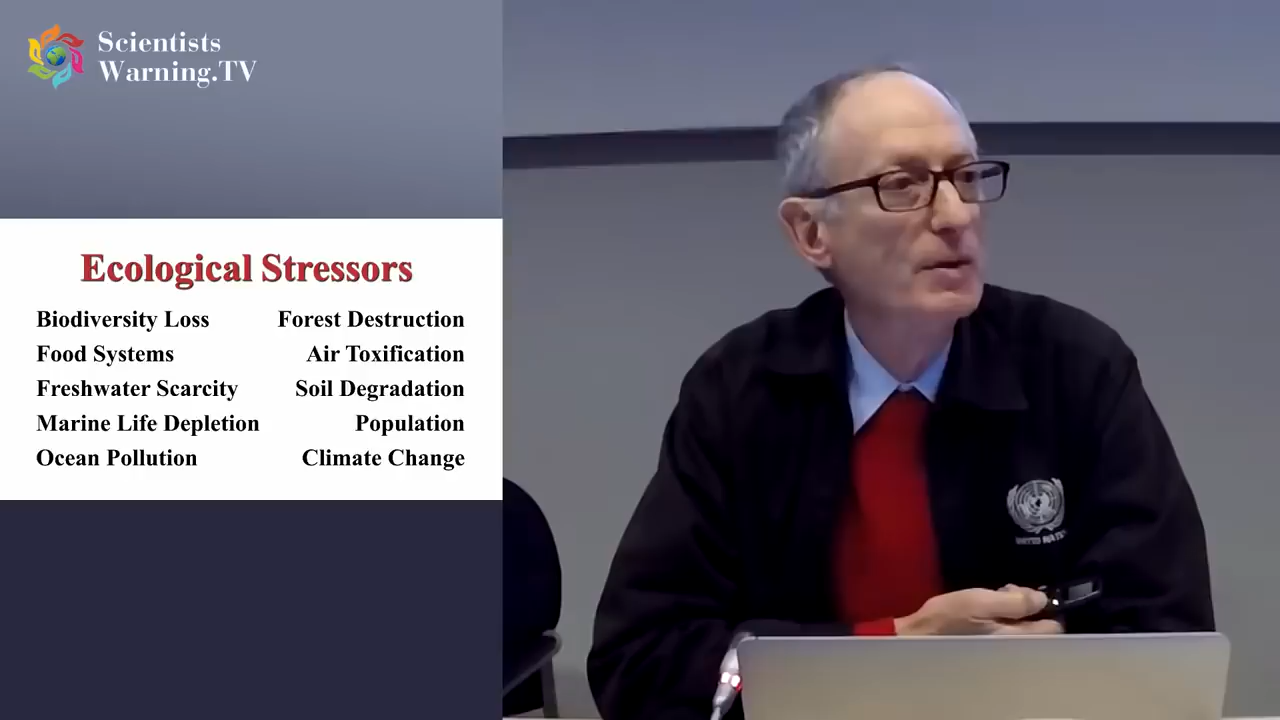 Scientists
Warning.TV
Ecological Stressors
Biodiversity Loss Forest Destruction
Food Systems Air Toxification
Freshwater Scarcity Soil Degradation
Marine Life Depletion Population
Ocean Pollution Climate Change